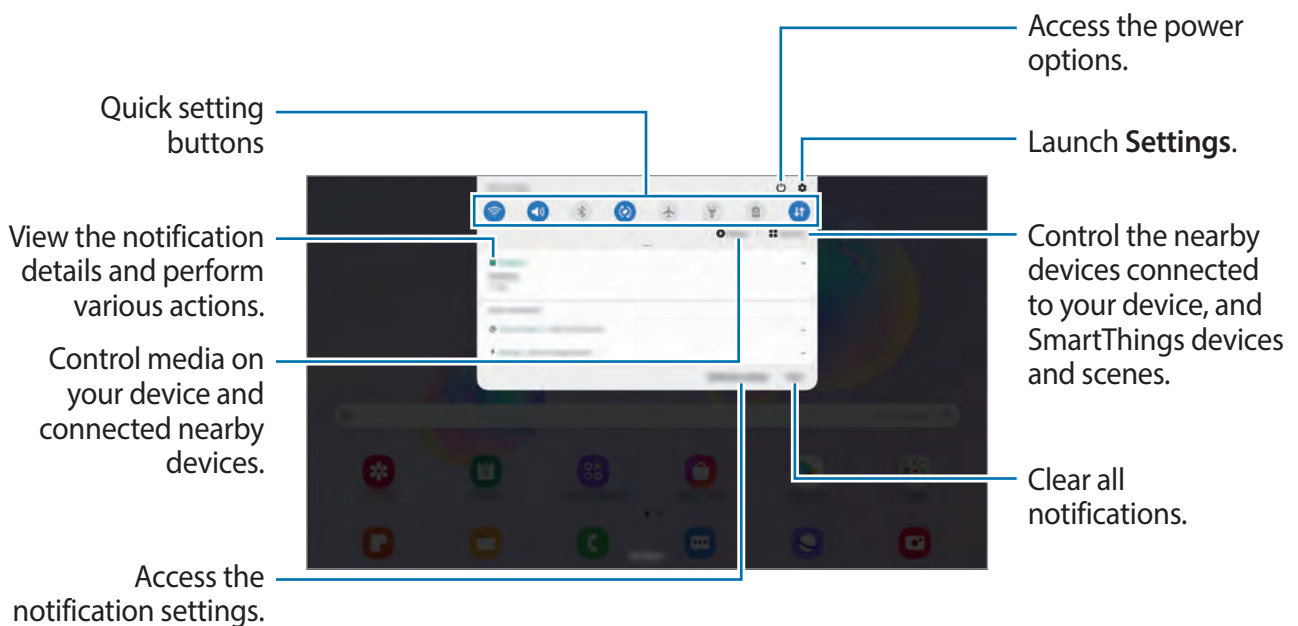 Access the power
options.
Quick setting
buttons
Launch Settings.
View the notification
details and perform
various actions.
Control the nearby
devices connected
to your device, and
SmartThings devices
and scenes.
Control media on
your device and
connected nearby
devices.
Clear all
notifications.
Access the
notification settings.